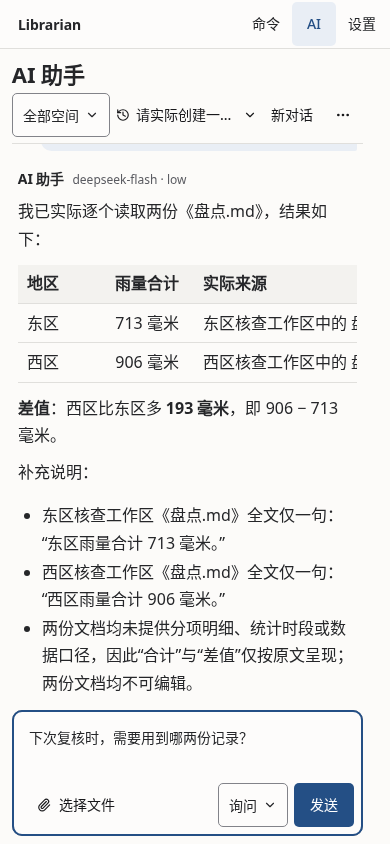 Librarian 命令 AI 设置
AI 助手
全部空间 请实际创建一... 新对话 ...
AI 助手 deepseek-flash · low
我已实际逐个读取两份《盘点.md》，结果如
下：
地区 雨量合计 实际来源
东区 713 毫米 东区核查工作区中的
西区 906 毫米 西区核查工作区中的
差值：西区比东区多 193 毫米，即 906 − 713
毫米。
补充说明：
东区核查工作区《盘点.md》全文仅一句：
“东区雨量合计 713 毫米。”
西区核查工作区《盘点.md》全文仅一句：
“西区雨量合计 906 毫米。”
两份文档均未提供分项明细、统计时段或数
据口径，因此“合计”与“差值”仅按原文呈现；
两份文档均不可编辑。
下次复核时，需要用到哪两份记录？
选择文件 询问 发送